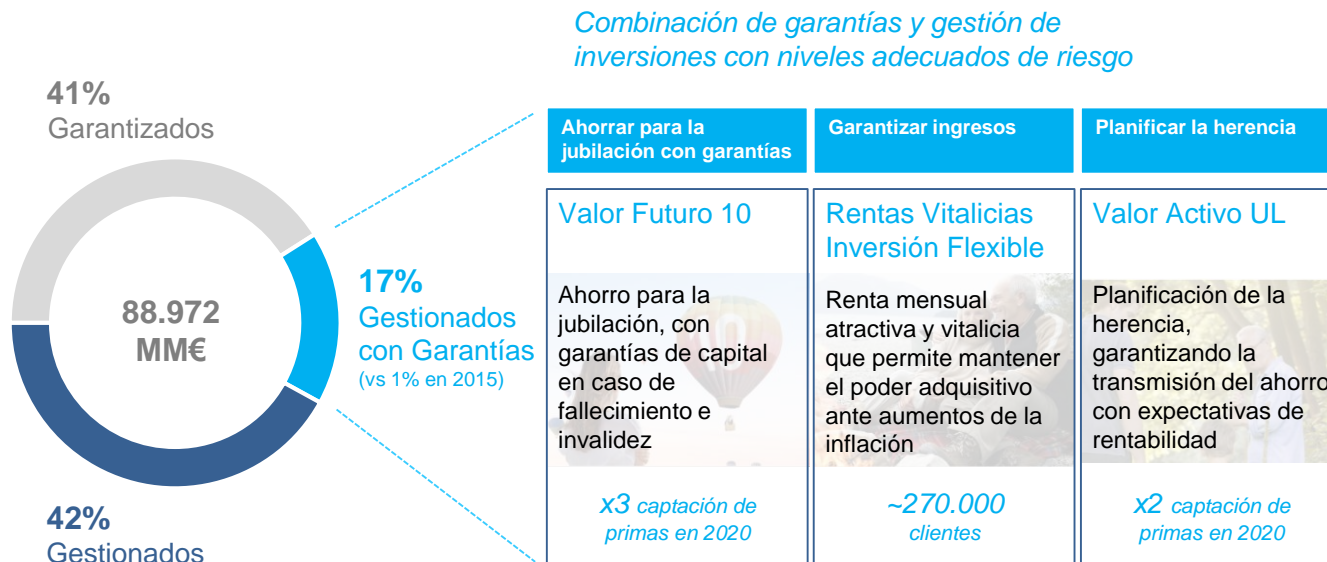 Combinación de garantías y gestión de
inversiones con niveles adecuados de riesgo
41%
Garantizados
88.972
MM€
17%
Gestionados
con Garantías
(vs 1% en 2015)
42%
Gestionados
Ahorrar para la
jubilación con garantías
Valor Futuro 10
Ahorro para la
jubilación, con
garantías de capital
en caso de
fallecimiento e
invalidez
x3 captación de
primas en 2020
Garantizar ingresos
Rentas Vitalicias
Inversión Flexible
Renta mensual
atractiva y vitalicia
que permite mantener
el poder adquisitivo
ante aumentos de la
inflación
~270.000
clientes
Planificar la herencia
Valor Activo UL
Planificación de la
herencia,
garantizando la
transmisión del ahorro
con expectativas de
rentabilidad
x2 captación de
primas en 2020